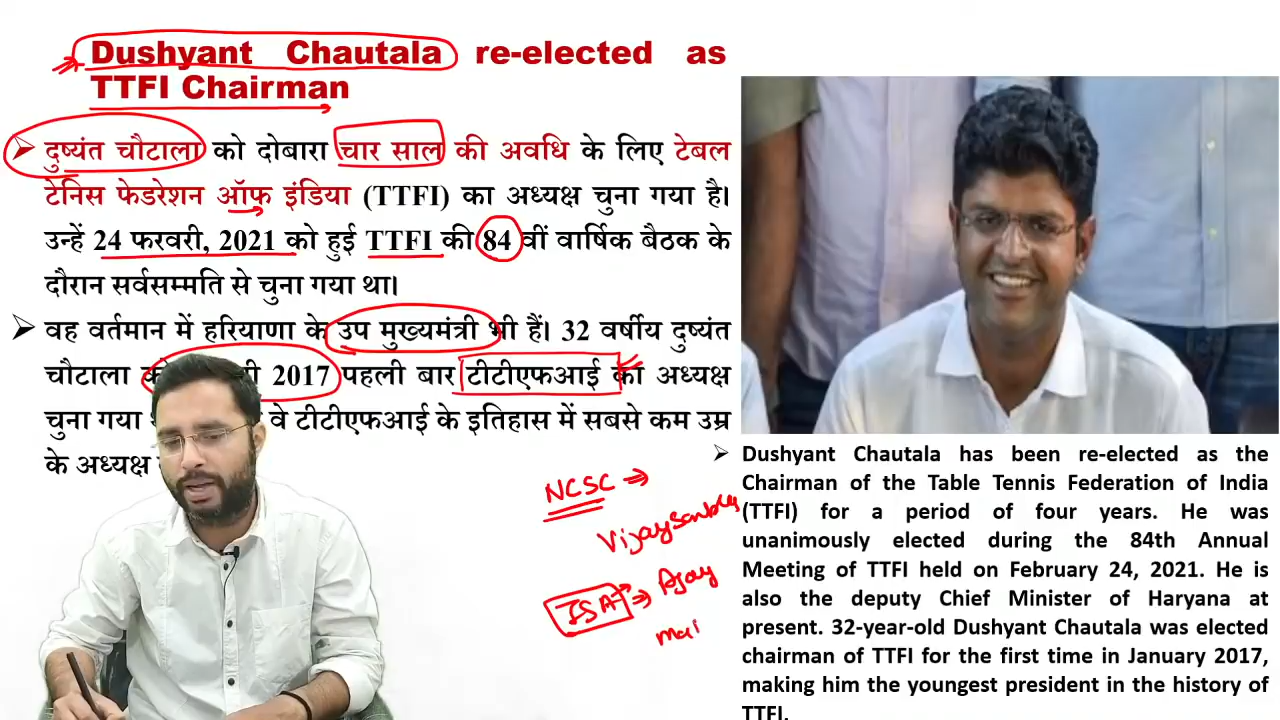 Dushyant Chautala re-elected as
TTFI Chairman
➢ दुष्यंत चौटाला को दोबारा चार साल की अवधि के लिए टेबल
टेनिस फेडरेशन ऑफ इंडिया (TTFI) का अध्यक्ष चुना गया है।
उन्हें 24 फरवरी, 2021 को हुई TTFI की 84 वीं वार्षिक बैठक के
दौरान सर्वसम्मति से चुना गया था।
➢ वह वर्तमान में हरियाणा के उप मुख्यमंत्री भी हैं। 32 वर्षीय दुष्यंत
चौटाला 2017 पहली बार टीटीएफआई का अध्यक्ष
चुना गया वे टीटीएफआई के इतिहास में सबसे कम उम्र
के अध्यक्ष
NCSC
Vijay
ISA Ajay
➢ Dushyant Chautala has been re-elected as the
Chairman of the Table Tennis Federation of India
(TTFI) for a period of four years. He was
unanimously elected during the 84th Annual
Meeting of TTFI held on February 24, 2021. He is
also the deputy Chief Minister of Haryana at
present. 32-year-old Dushyant Chautala was elected
chairman of TTFI for the first time in January 2017,
making him the youngest president in the history of
TTFI.